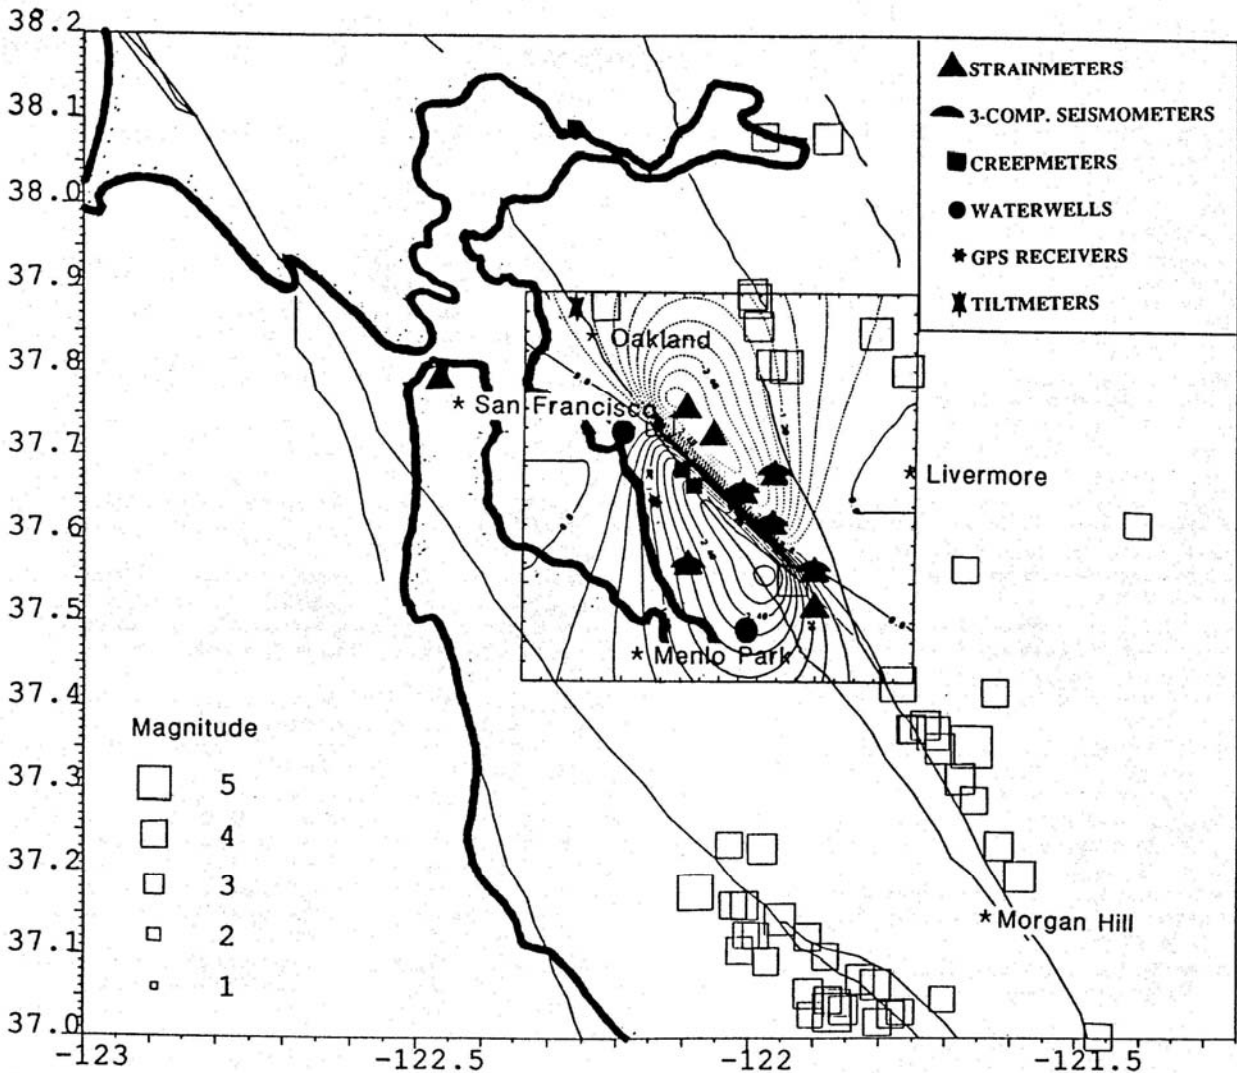 38.2
38.1
38.0
37.9
37.8
37.7
37.6
37.5
37.4
37.3
37.2
37.1
37.0
-123
-122.5
-122
-121.5
STRAINMETERS
3-COMP. SEISMOMETERS
CREEPMETERS
WATERWELLS
GPS RECEIVERS
TILTMETERS
* Oakland
* San Francisco
* Livermore
* Menlo Park
* Morgan Hill
Magnitude
5
4
3
2
1